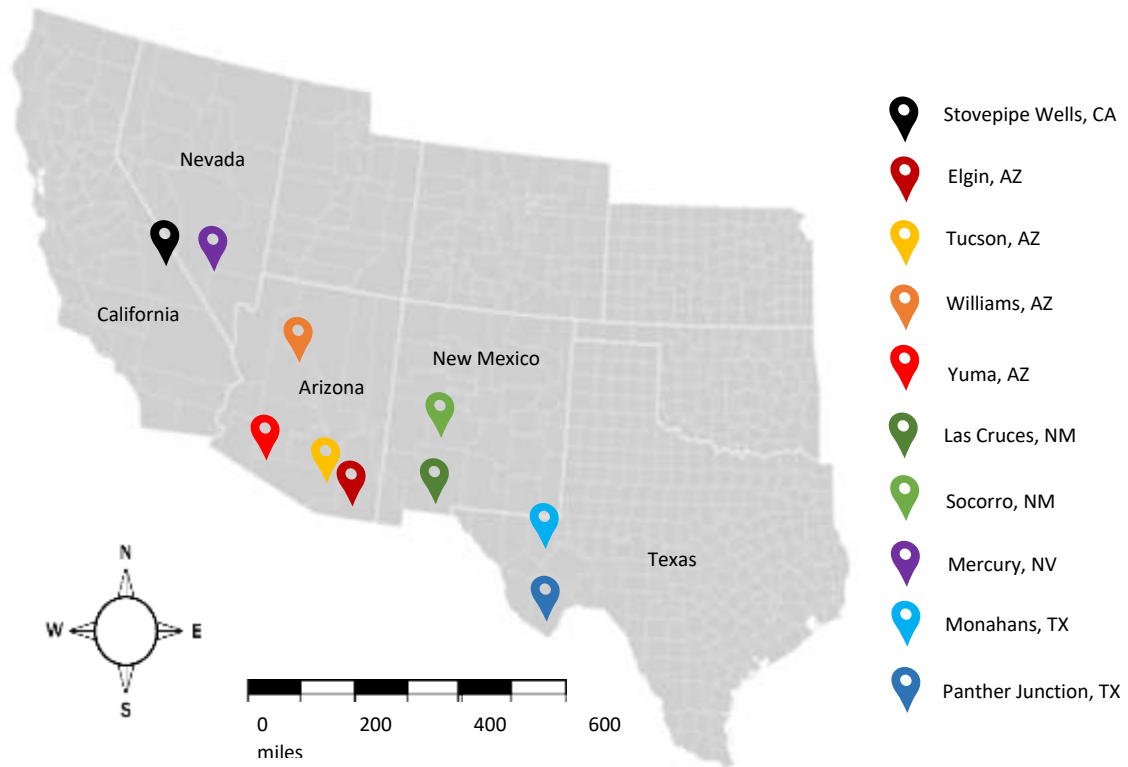 Nevada
California
Arizona
New Mexico
Texas
N
W
E
S
0 200 400 600
miles
Stovepipe Wells, CA
Elgin, AZ
Tucson, AZ
Williams, AZ
Yuma, AZ
Las Cruces, NM
Socorro, NM
Mercury, NV
Monahans, TX
Panther Junction, TX